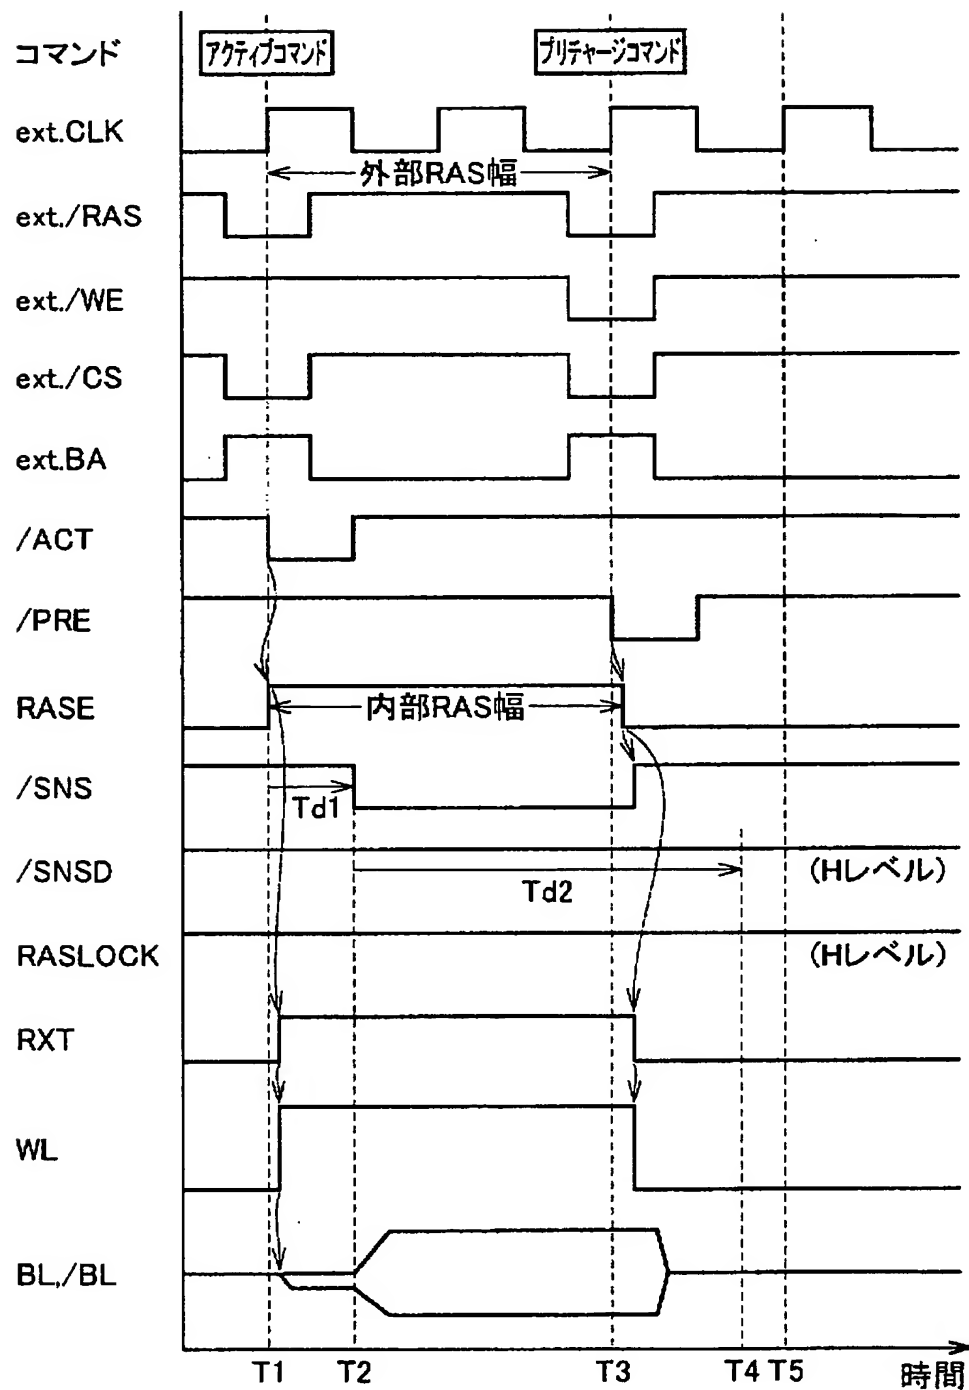 コマンド
アクティブコマンド
プリチャージコマンド
ext.CLK
外部RAS幅
ext./RAS
ext./WE
ext./CS
ext.BA
/ACT
/PRE
RASE
内部RAS幅
/SNS
Td1
/SNSD
Td2
(Hレベル)
RASLOCK
(Hレベル)
RXT
WL
BL,/BL
T1 T2 T3 T4 T5
時間